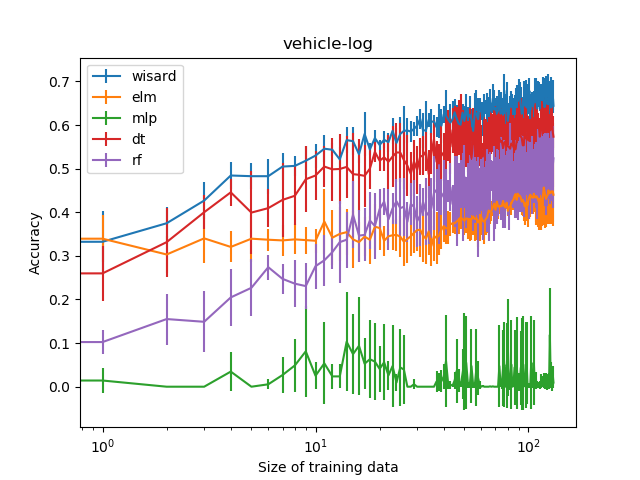 vehicle-log
wisard
elm
mlp
dt
rf
Accuracy
0.7
0.6
0.5
0.4
0.3
0.2
0.1
0.0
10⁰
10¹
10²
Size of training data